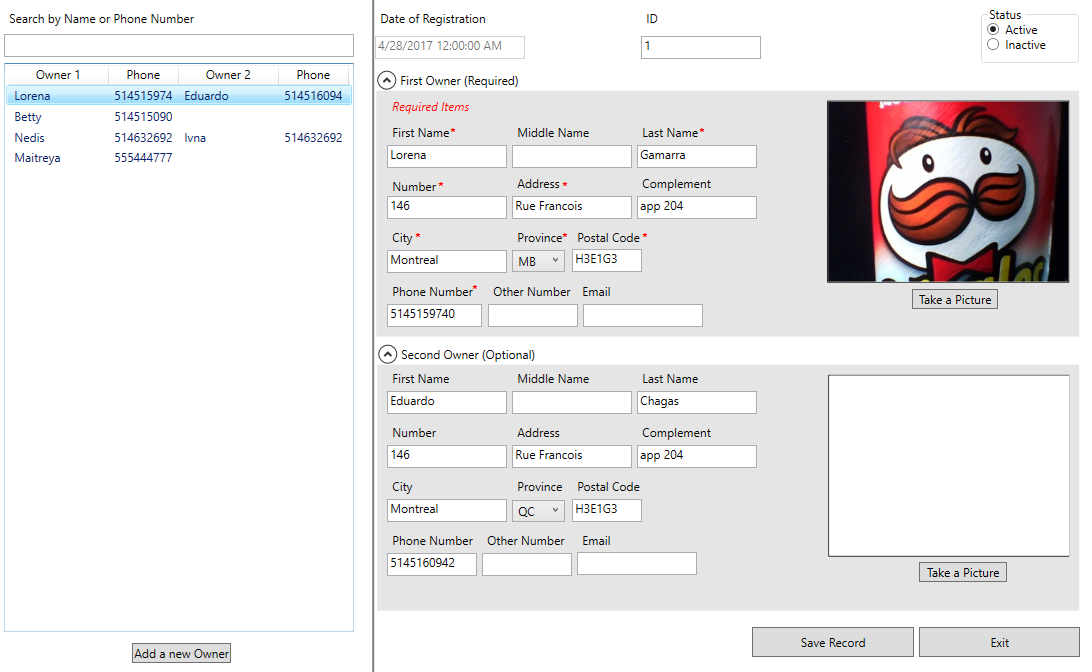 Search by Name or Phone Number
Owner 1 Phone Owner 2 Phone
Lorena 514515974 Eduardo 514516094
Betty 514515090
Nedis 514632692 Ivna 514632692
Maitreya 555444777
Add a new Owner
Date of Registration ID
4/28/2017 12:00:00 AM 1
Status
Active
Inactive
First Owner (Required)
Required Items
First Name* Middle Name Last Name*
Lorena Gamarra
Number* Address* Complement
146 Rue Francois app 204
City* Province* Postal Code*
Montreal MB H3E1G3
Phone Number* Other Number Email
5145159740
Take a Picture
Second Owner (Optional)
First Name Middle Name Last Name
Eduardo Chagas
Number Address Complement
146 Rue Francois app 204
City Province Postal Code
Montreal QC H3E1G3
Phone Number Other Number Email
5145160942
Take a Picture
Save Record Exit